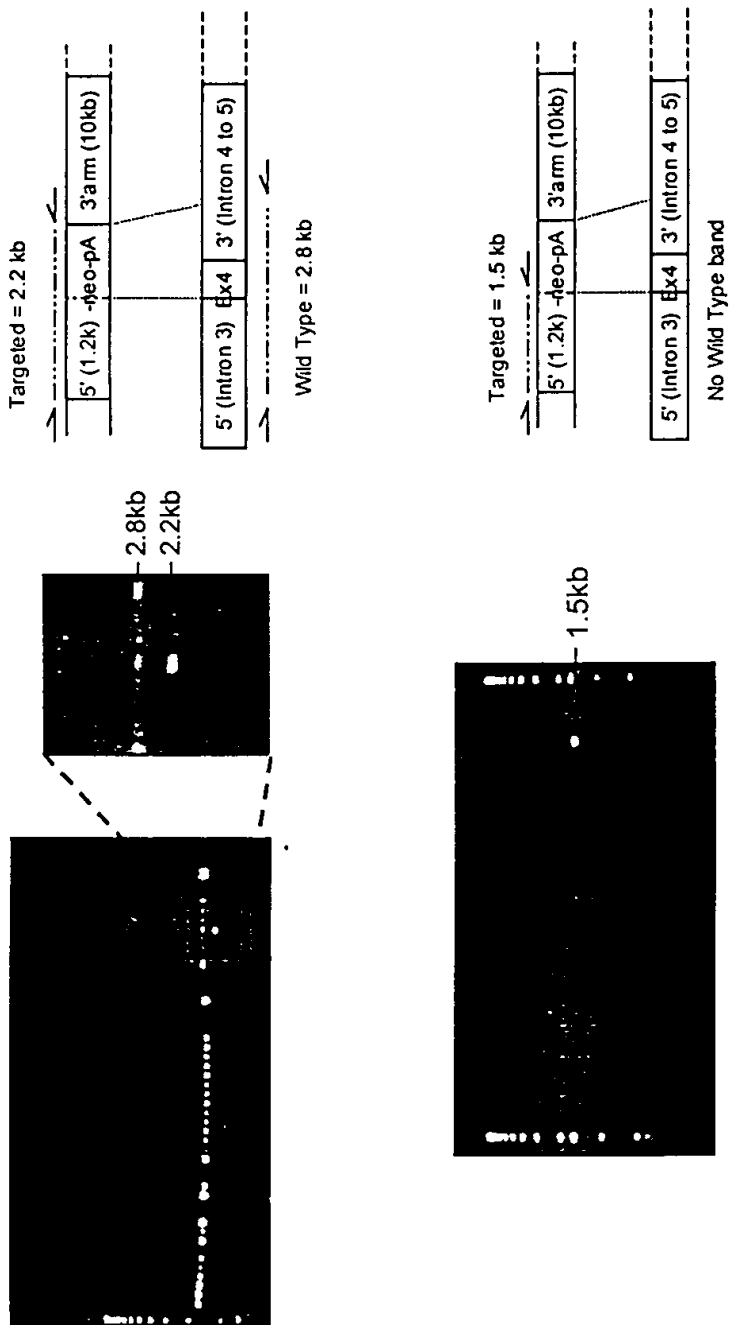 2.8kb
2.2kb
Targeted = 2.2 kb
5' (1.2k) -neo-pA 3'arm (10kb)
5' (Intron 3) Ex4 3' (Intron 4 to 5)
Wild Type = 2.8 kb
1.5kb
Targeted = 1.5 kb
5' (1.2k) -neo-pA 3'arm (10kb)
5' (Intron 3) Ex4 3' (Intron 4 to 5)
No Wild Type band